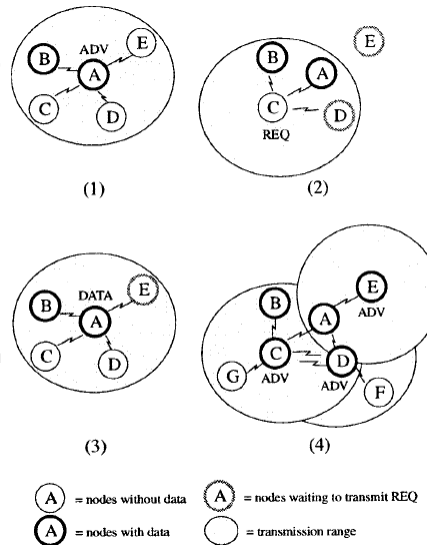 ADV
B
E
A
C
D
(1)
E
B
A
C
D
REQ
(2)
DATA
E
B
A
C
D
(3)
B
E
A
ADV
C
D
G
ADV
ADV
F
(4)
A = nodes without data
A = nodes waiting to transmit REQ
A = nodes with data
= transmission range